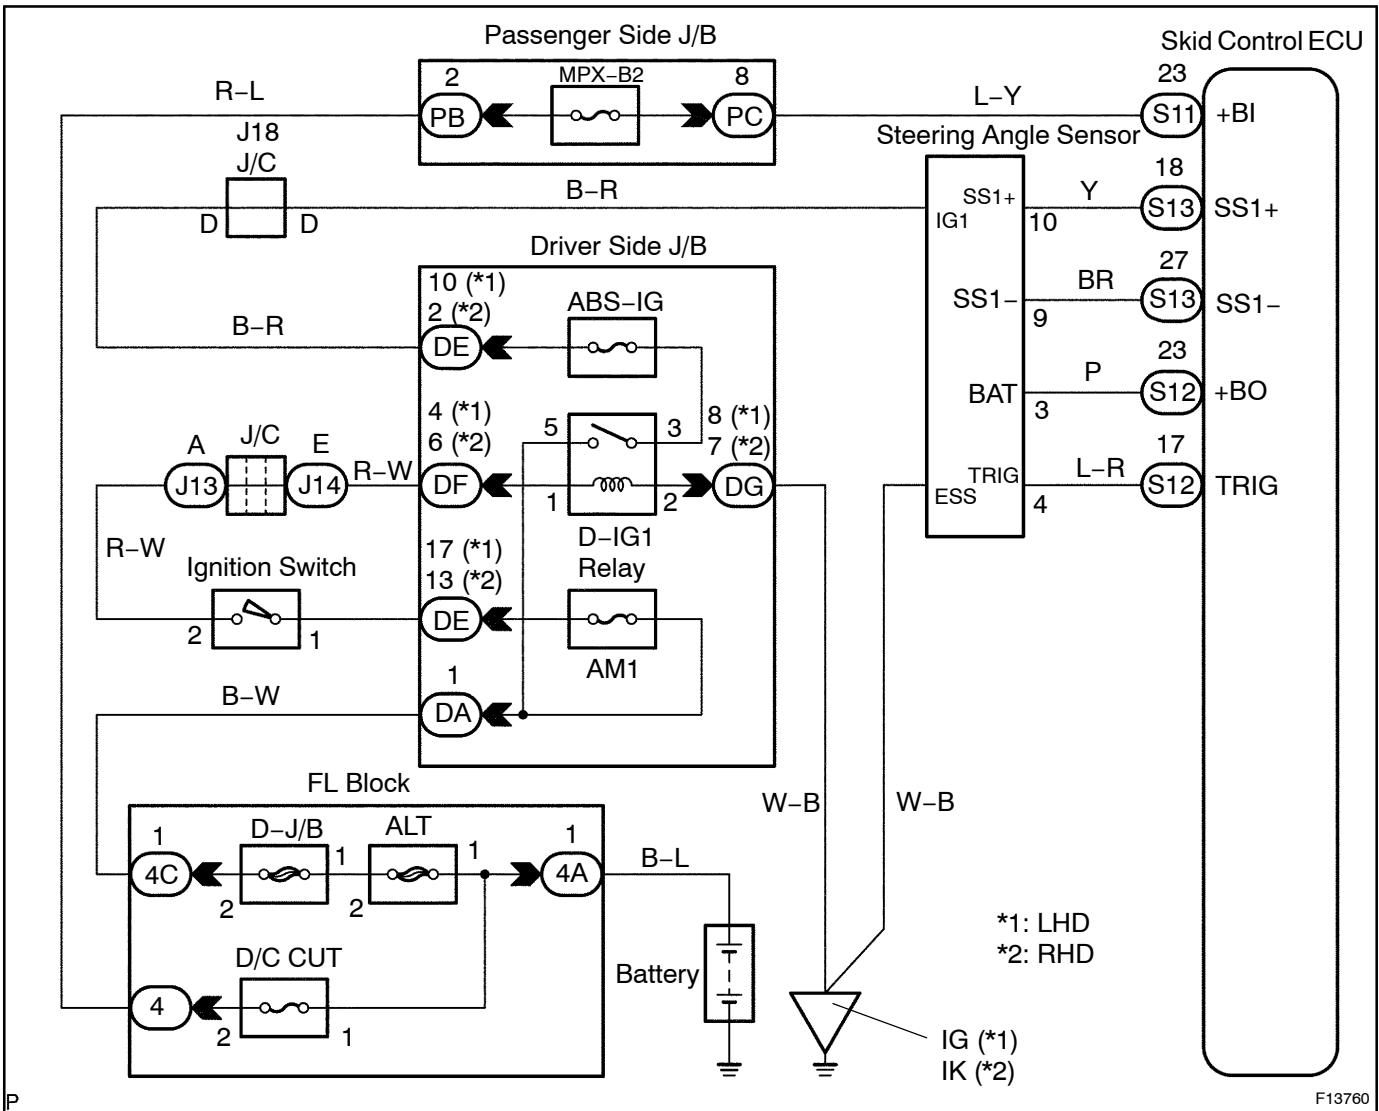 Passenger Side J/B
Skid Control ECU
2
MPX-B2
8
23
R-L
PB
PC
L-Y
S11
+BI
J18
J/C
Steering Angle Sensor
18
B-R
SS1+
IG1
Y
10
S13
SS1+
D
D
Driver Side J/B
27
10 (*1)
2 (*2)
ABS-IG
SS1-
BR
9
S13
SS1-
B-R
DE
23
BAT
P
3
S12
+BO
4 (*1)
6 (*2)
5
3
8 (*1)
7 (*2)
A
J/C
E
17
J13
J14
R-W
DF
1
2
DG
TRIG
ESS
L-R
4
S12
TRIG
D-IG1
Relay
R-W
17 (*1)
13 (*2)
Ignition Switch
2
1
DE
AM1
1
B-W
DA
FL Block
W-B
W-B
1
D-J/B
ALT
1
1
1
4C
4A
B-L
2
2
*1: LHD
*2: RHD
D/C CUT
Battery
4
2
1
IG (*1)
IK (*2)
P
F13760